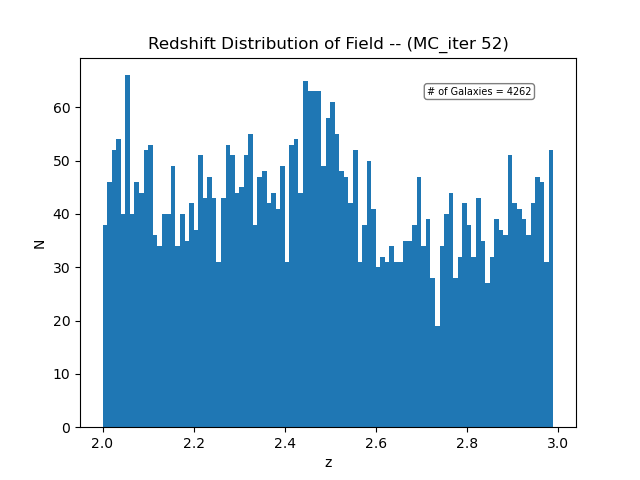 Redshift Distribution of Field -- (MC_iter 52)
# of Galaxies = 4262
60
50
40
30
20
10
0
N
2.0 2.2 2.4 2.6 2.8 3.0
z